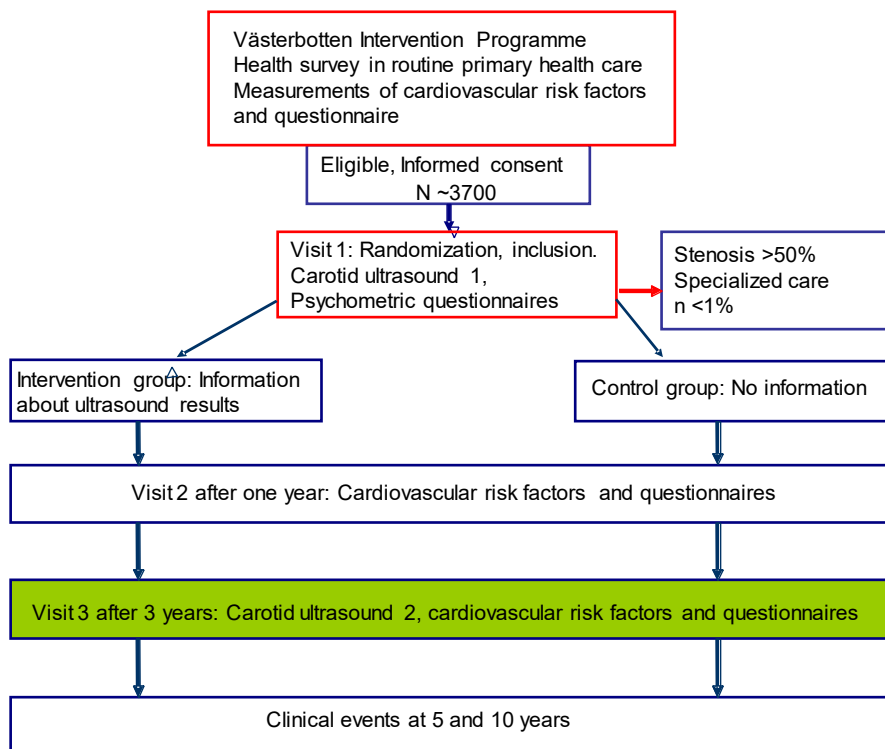 Västerbotten Intervention Programme
Health survey in routine primary health care
Measurements of cardiovascular risk factors
and questionnaire
Eligible, Informed consent
N ~3700
Visit 1: Randomization, inclusion.
Carotid ultrasound 1,
Psychometric questionnaires
Stenosis >50%
Specialized care
n <1%
Intervention group: Information
about ultrasound results
Control group: No information
Visit 2 after one year: Cardiovascular risk factors and questionnaires
Visit 3 after 3 years: Carotid ultrasound 2, cardiovascular risk factors and questionnaires
Clinical events at 5 and 10 years